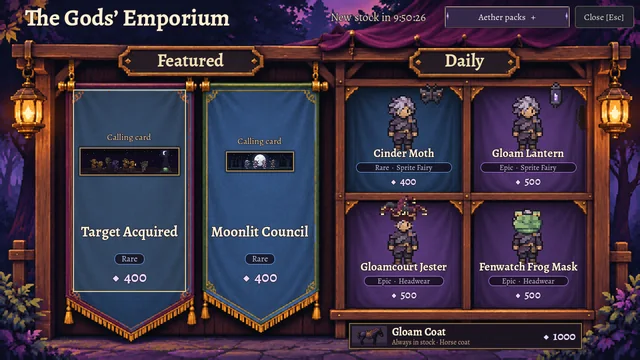 The Gods’ Emporium
New stock in 9:50:26
Aether packs +
Close [Esc]
Featured
Daily
Calling card
Target Acquired
Rare
400
Calling card
Moonlit Council
Rare
400
Cinder Moth
Rare · Sprite Fairy
400
Gloam Lantern
Epic · Sprite Fairy
500
Gloamcourt Jester
Epic · Headwear
500
Fenwatch Frog Mask
Epic · Headwear
500
Gloam Coat
Always in stock · Horse coat
1000